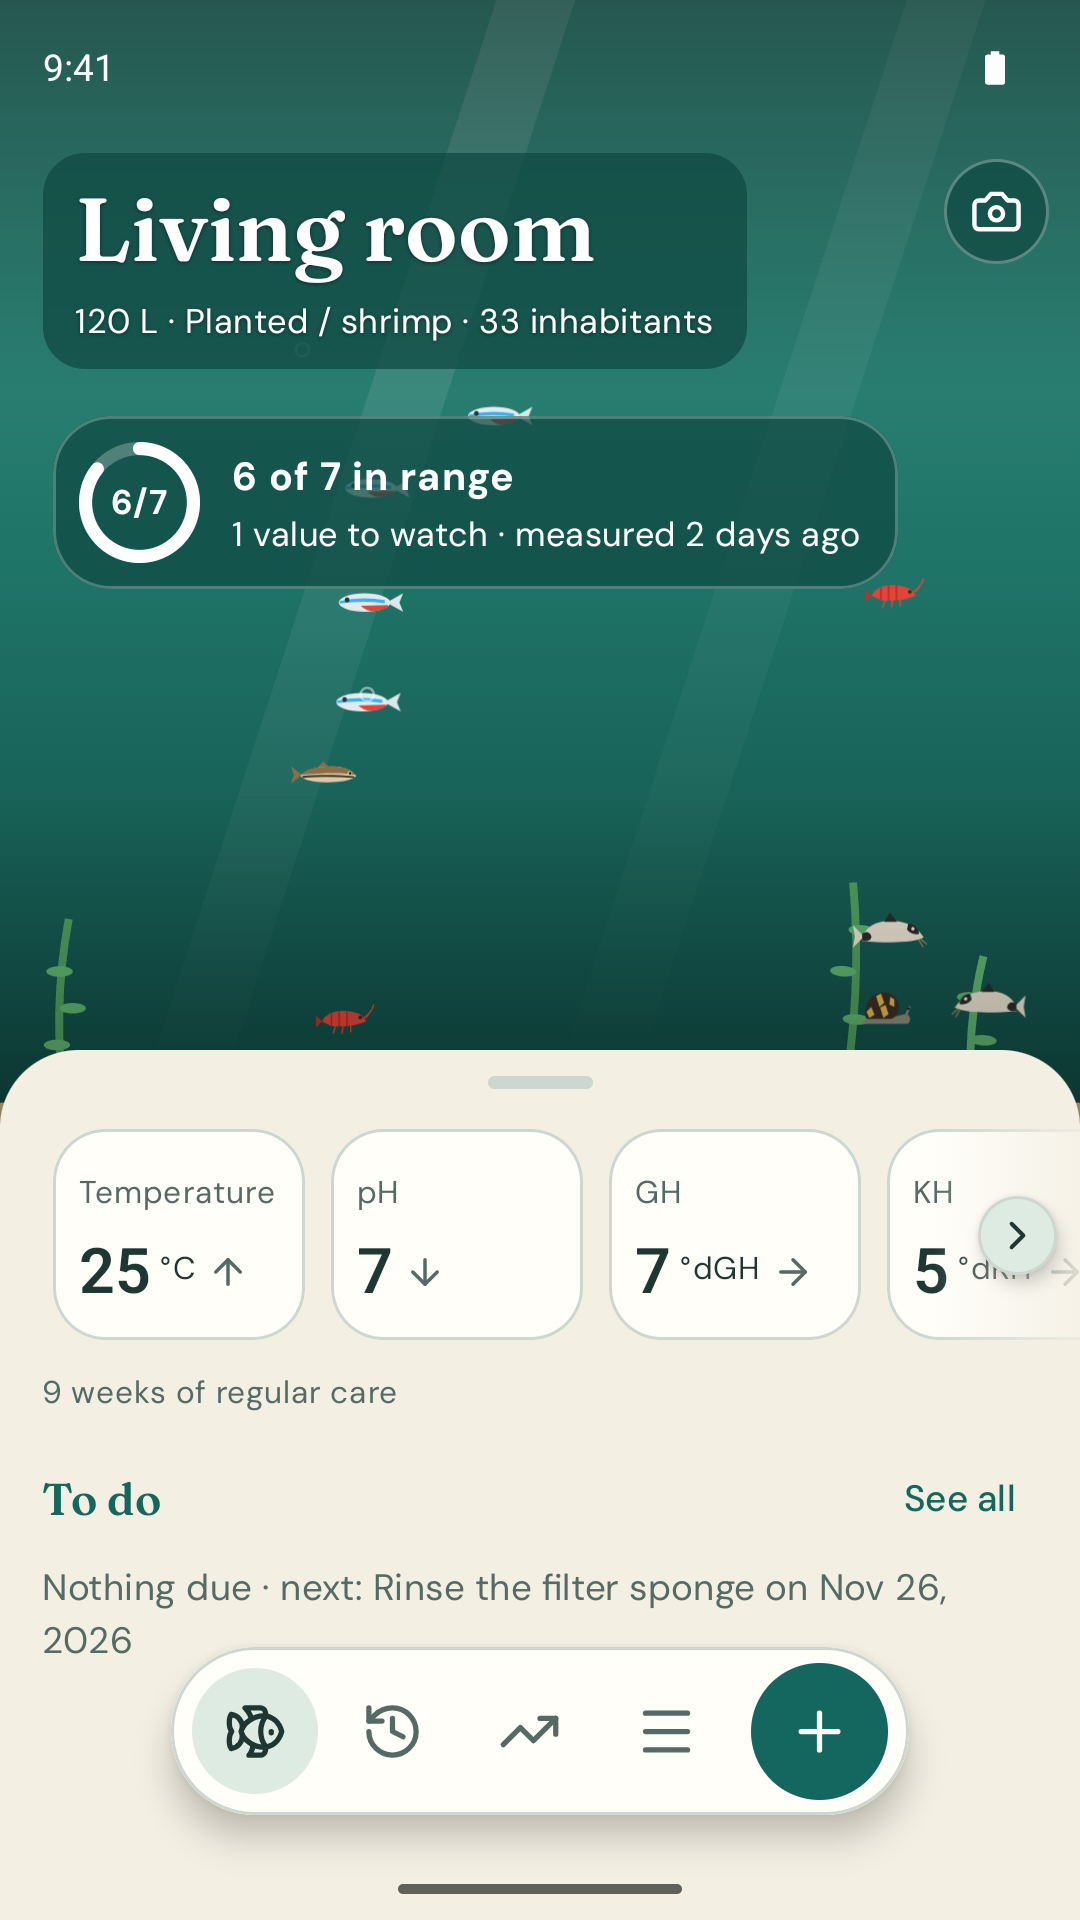 9:41
Living room
120 L · Planted / shrimp · 33 inhabitants
6/7
6 of 7 in range
1 value to watch · measured 2 days ago
Temperature
25 °C
pH
7
GH
7 °dGH
KH
5
9 weeks of regular care
To do
See all
Nothing due · next: Rinse the filter sponge on Nov 26,
2026